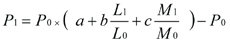 P₁ = P₀ × ( a + b L₁/L₀ + c M₁/M₀ ) − P₀